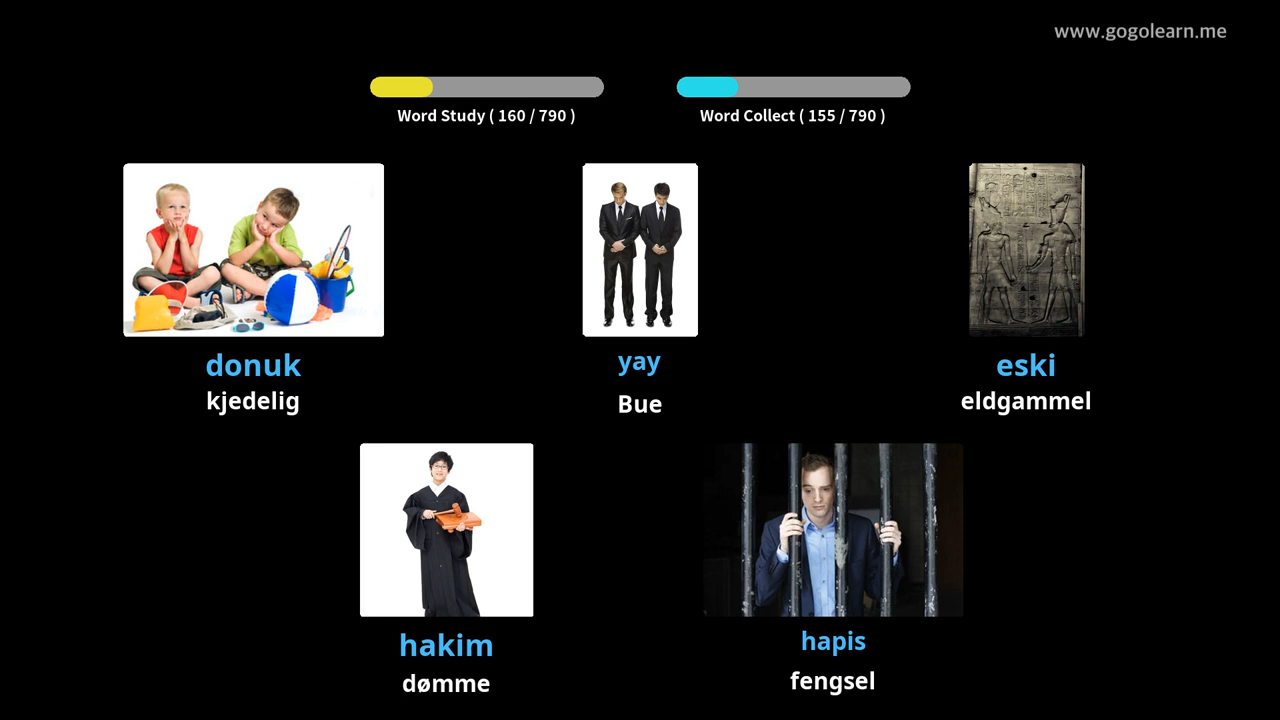 www.gogolearn.me
Word Study ( 160 / 790 )
Word Collect ( 155 / 790 )
donuk
kjedelig
yay
Bue
eski
eldgammel
hakim
dømme
hapis
fengsel